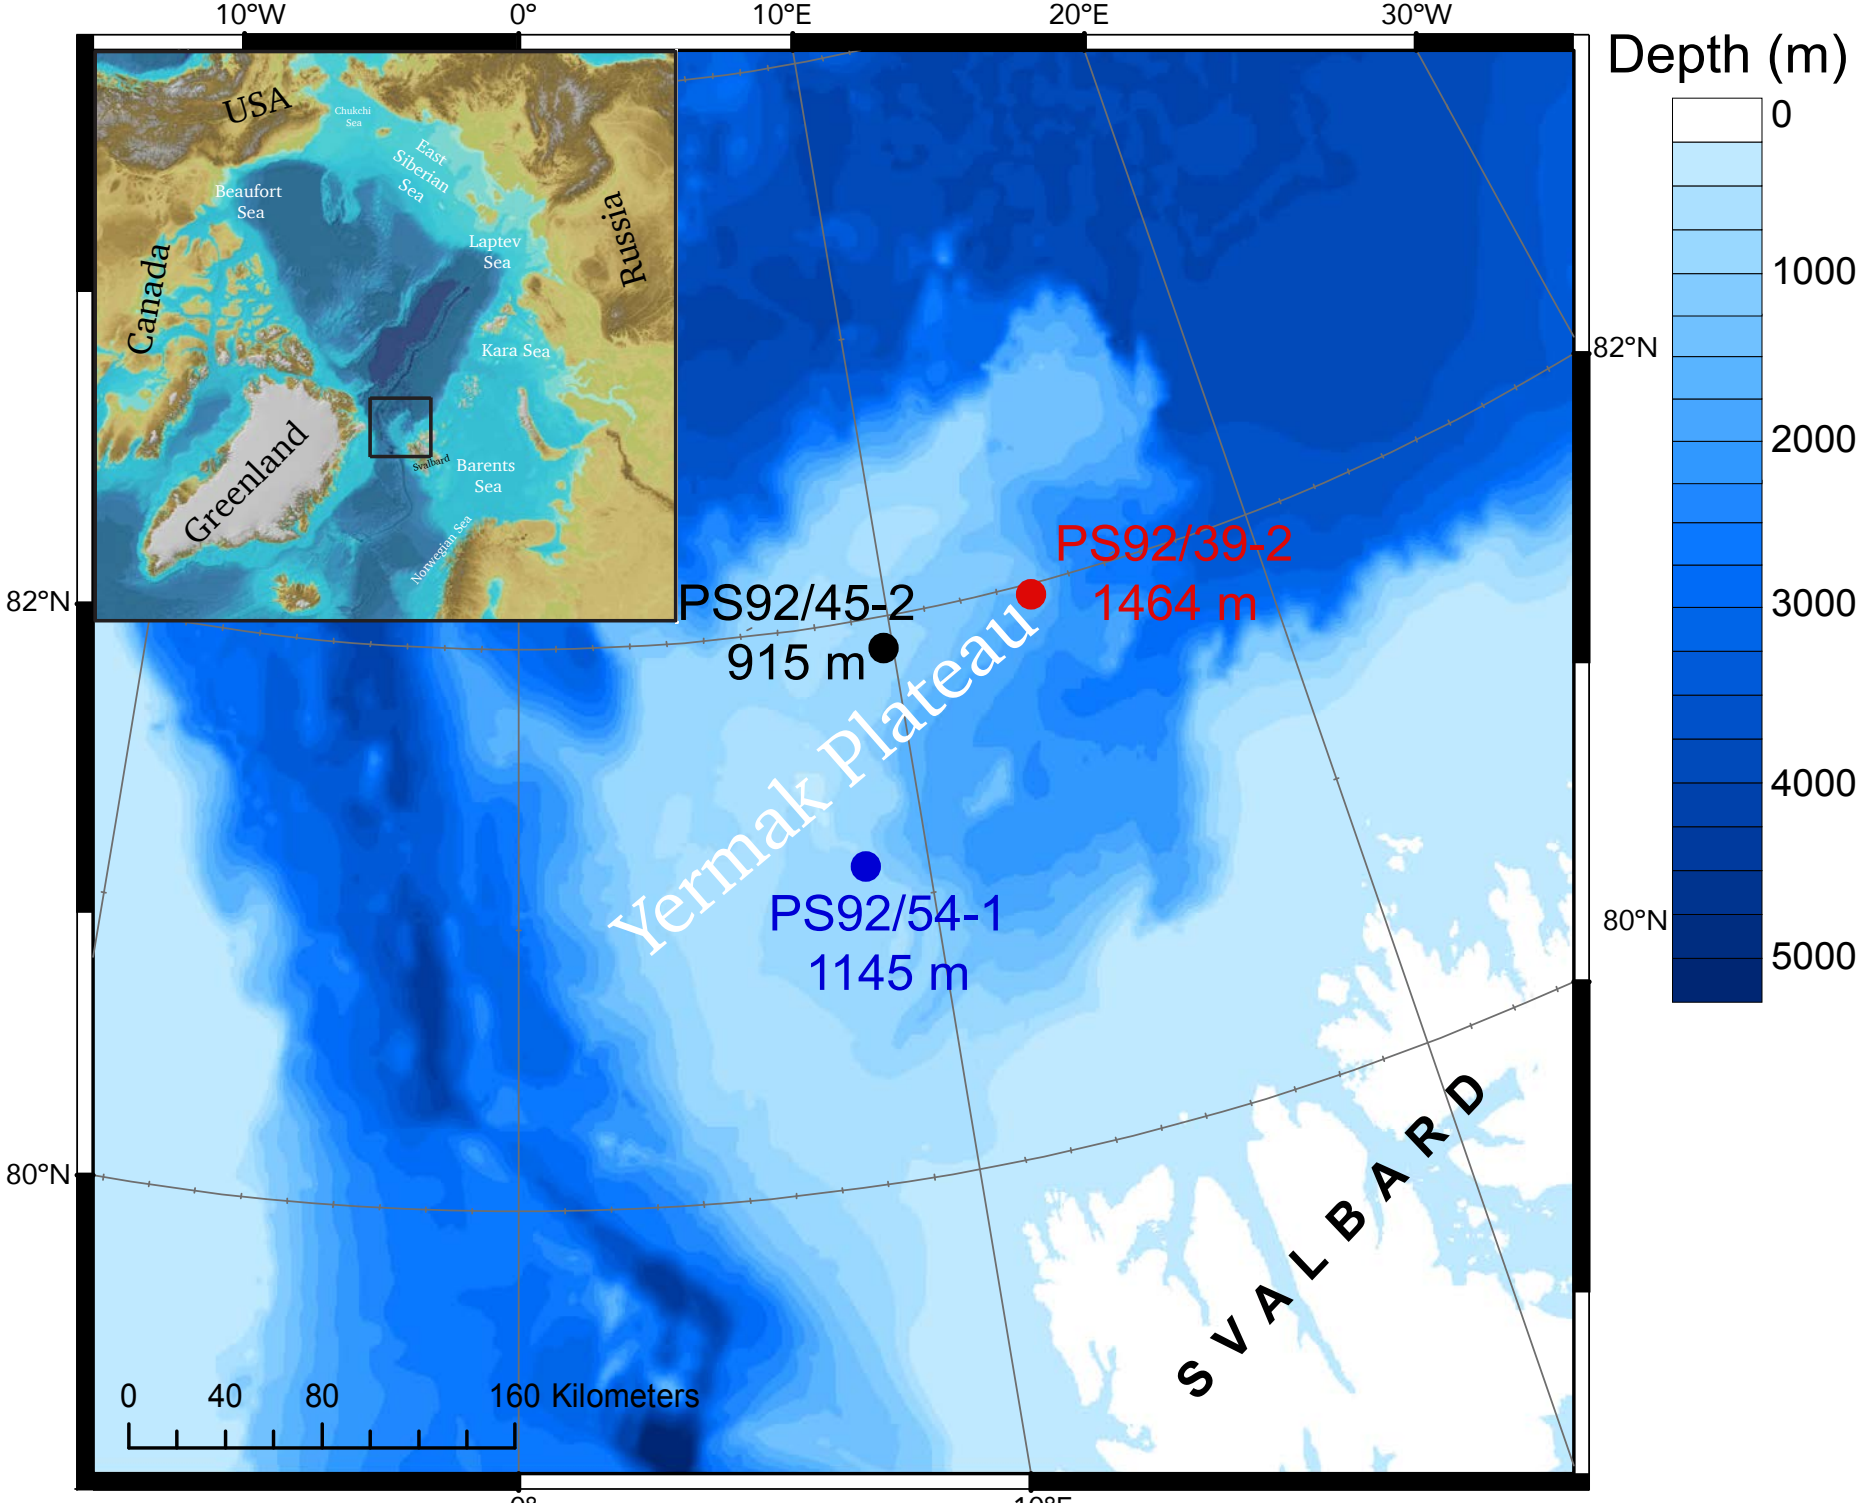 10°W 0° 10°E 20°E 30°W
Depth (m)
0
1000
2000
3000
4000
5000
USA
Chukchi
Sea
East
Siberian
Sea
Beaufort
Sea
Laptev
Sea
Russia
Canada
Kara Sea
Greenland
Svalbard
Barents
Sea
Norwegian Sea
82°N
82°N
PS92/39-2
1464 m
PS92/45-2
915 m
Yermak Plateau
PS92/54-1
1145 m
80°N
80°N
SVALBARD
0 40 80 160 Kilometers
0° 10°E